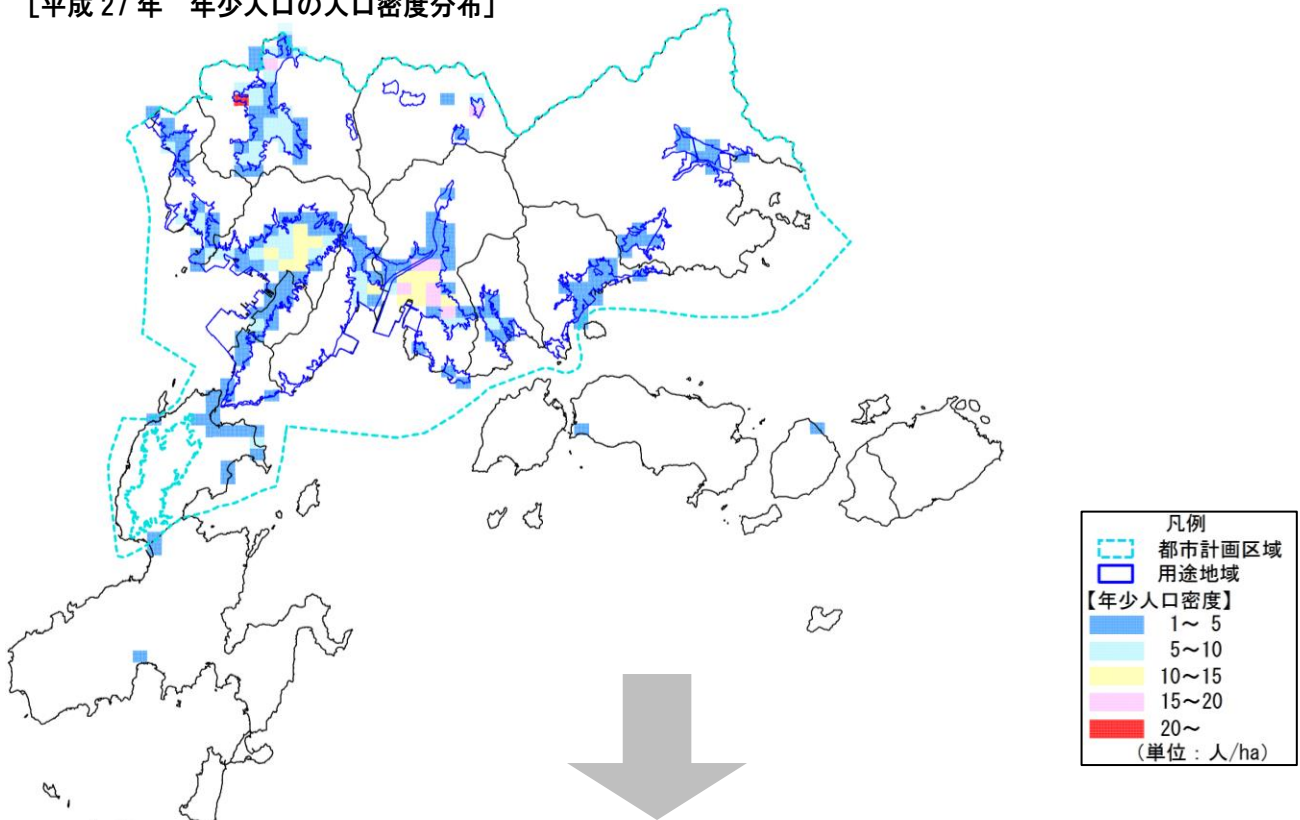 [平成 27 年　年少人口の人口密度分布]
凡例
都市計画区域
用途地域
【年少人口密度】
1～ 5
5～10
10～15
15～20
20～
(単位：人/ha)